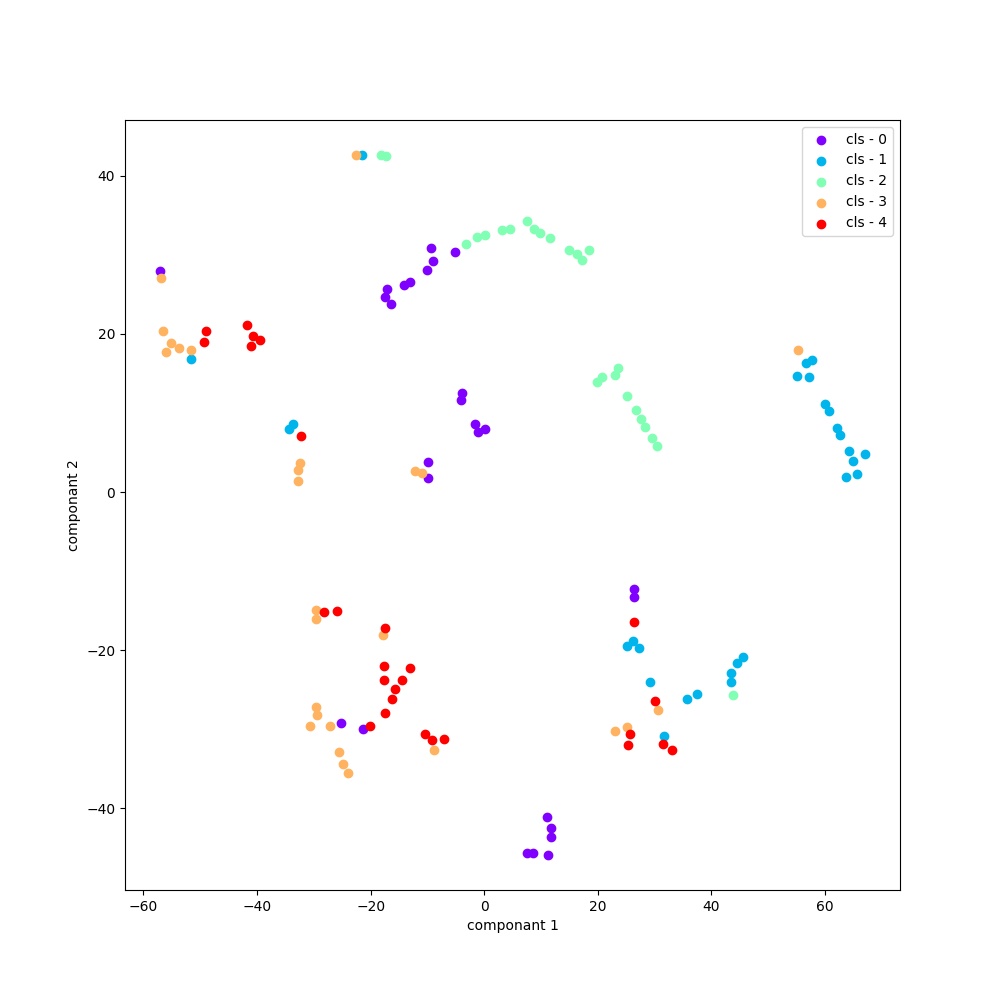 cls - 0
cls - 1
cls - 2
cls - 3
cls - 4
40
20
0
−20
−40
componant 2
−60 −40 −20 0 20 40 60
componant 1